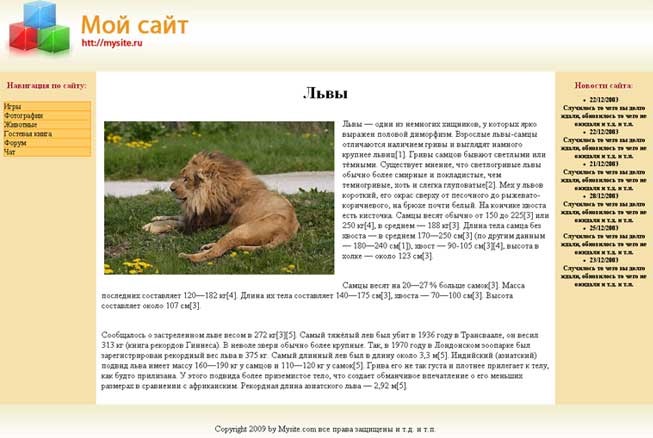 Мой сайт
htt://mysite.ru
Навигация по сайту:
Игры
Фотографии
Животные
Гостевая книга
Форум
Чат
Львы
Львы — один из немногих хищников, у которых ярко
выражен половой диморфизм. Взрослые львы-самцы
отличаются наличием гривы и выглядят намного
крупнее львиц[1]. Гривы самцов бывают светлыми или
тёмными. Существует мнение, что светлогривые львы
обычно более смирные и покладистые, чем
темногривые, хоть и слегка глуповатые[2]. Мех у львов
короткий, его окрас сверху от песочного до рыжевато-
коричневого, на брюхе почти белый. На кончике хвоста
есть кисточка. Самцы весят обычно от 150 до 225[3] или
250 кг[4], в среднем — 188 кг[3]. Длина тела самца без
хвоста — в среднем 170—250 см[3] (по другим данным
— 180—240 см[1]), хвост — 90-105 см[3][4], высота в
холке — около 123 см[3].
Самцы весят на 20—27 % больше самок[3]. Масса
последних составляет 120—182 кг[4]. Длина их тела составляет 140—175 см[3], хвоста — 70—100 см[3]. Высота
составляет около 107 см[3].
Сообщалось о застреленном льве весом в 272 кг[3][5]. Самый тяжёлый лев был убит в 1936 году в Трансваале, он весил
313 кг (книга рекордов Гиннеса). В неволе звери обычно более крупные. Так, в 1970 году в Лондонском зоопарке был
зарегистрирован рекордный вес льва в 375 кг. Самый длинный лев был в длину около 3,3 м[5]. Индийский (азиатский)
подвид льва имеет массу 160—190 кг у самцов и 110—120 кг у самок[5]. Грива его не так густа и плотнее прилегает к телу,
как будто прилизана. У этого подвида более приземистое тело, что создает обманчивое впечатление о его меньших
размерах в сравнении с африканским. Рекордная длина азиатского льва — 2,92 м[5].
Новости сайта:
• 22/12/2003
Случилось то чего вы долго
ждали, обновилось то чего не
ожидали и т.д. и т.п.
• 22/12/2003
Случилось то чего вы долго
ждали, обновилось то чего не
ожидали и т.д. и т.п.
• 21/12/2003
Случилось то чего вы долго
ждали, обновилось то чего не
ожидали и т.д. и т.п.
• 28/12/2003
Случилось то чего вы долго
ждали, обновилось то чего не
ожидали и т.д. и т.п.
• 25/12/2003
Случилось то чего вы долго
ждали, обновилось то чего не
ожидали и т.д. и т.п.
• 23/12/2003
Случилось то чего вы долго
ждали, обновилось то чего не
ожидали и т.д. и т.п.
Copyright 2009 by Mysite.com все права защищены и т.д. и т.п.